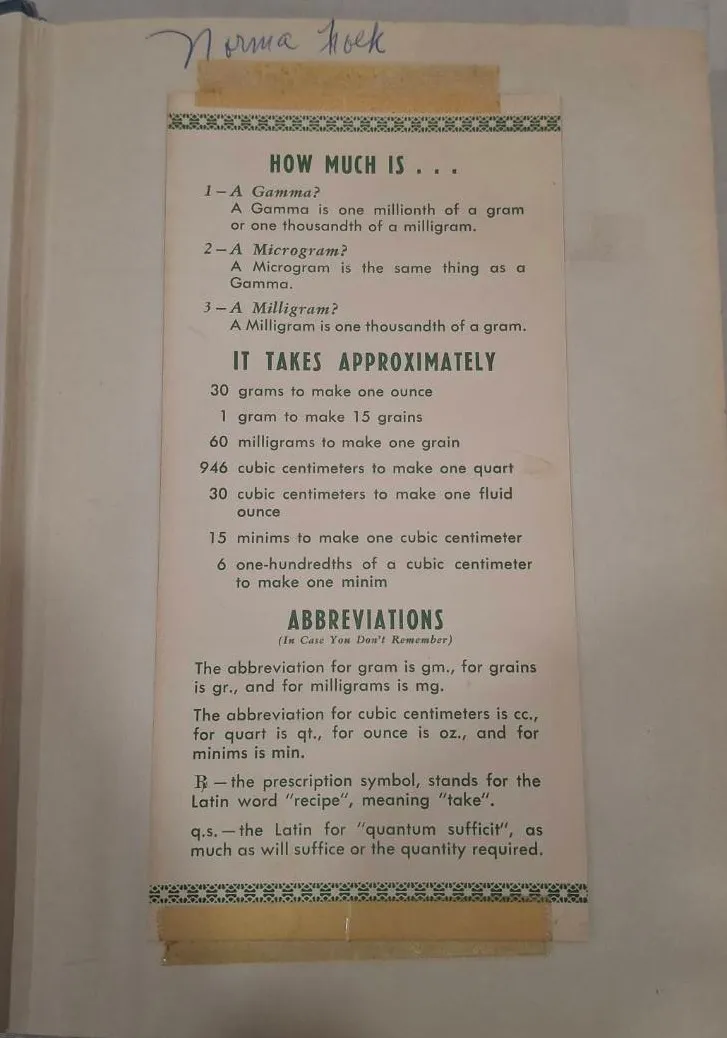 Norma Hoek
HOW MUCH IS . . .
1—A Gamma?
A Gamma is one millionth of a gram
or one thousandth of a milligram.
2—A Microgram?
A Microgram is the same thing as a
Gamma.
3—A Milligram?
A Milligram is one thousandth of a gram.
IT TAKES APPROXIMATELY
30 grams to make one ounce
1 gram to make 15 grains
60 milligrams to make one grain
946 cubic centimeters to make one quart
30 cubic centimeters to make one fluid
ounce
15 minims to make one cubic centimeter
6 one-hundredths of a cubic centimeter
to make one minim
ABBREVIATIONS
(In Case You Don't Remember)
The abbreviation for gram is gm., for grains
is gr., and for milligrams is mg.
The abbreviation for cubic centimeters is cc.,
for quart is qt., for ounce is oz., and for
minims is min.
℞ — the prescription symbol, stands for the
Latin word "recipe", meaning "take".
q.s. — the Latin for "quantum sufficit", as
much as will suffice or the quantity required.